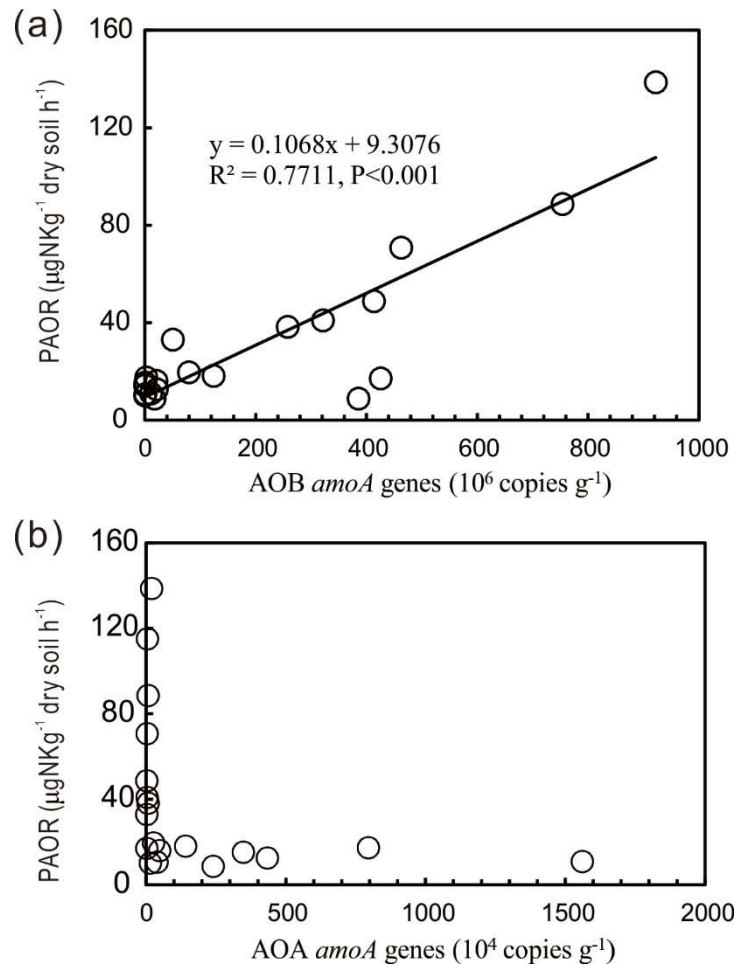 (a)
160
120
80
40
0
PAOR (µgNKg⁻¹ dry soil h⁻¹)
y = 0.1068x + 9.3076
R² = 0.7711, P<0.001
0 200 400 600 800 1000
AOB amoA genes (10⁶ copies g⁻¹)
(b)
160
120
80
40
0
PAOR (µgNKg⁻¹ dry soil h⁻¹)
0 500 1000 1500 2000
AOA amoA genes (10⁴ copies g⁻¹)